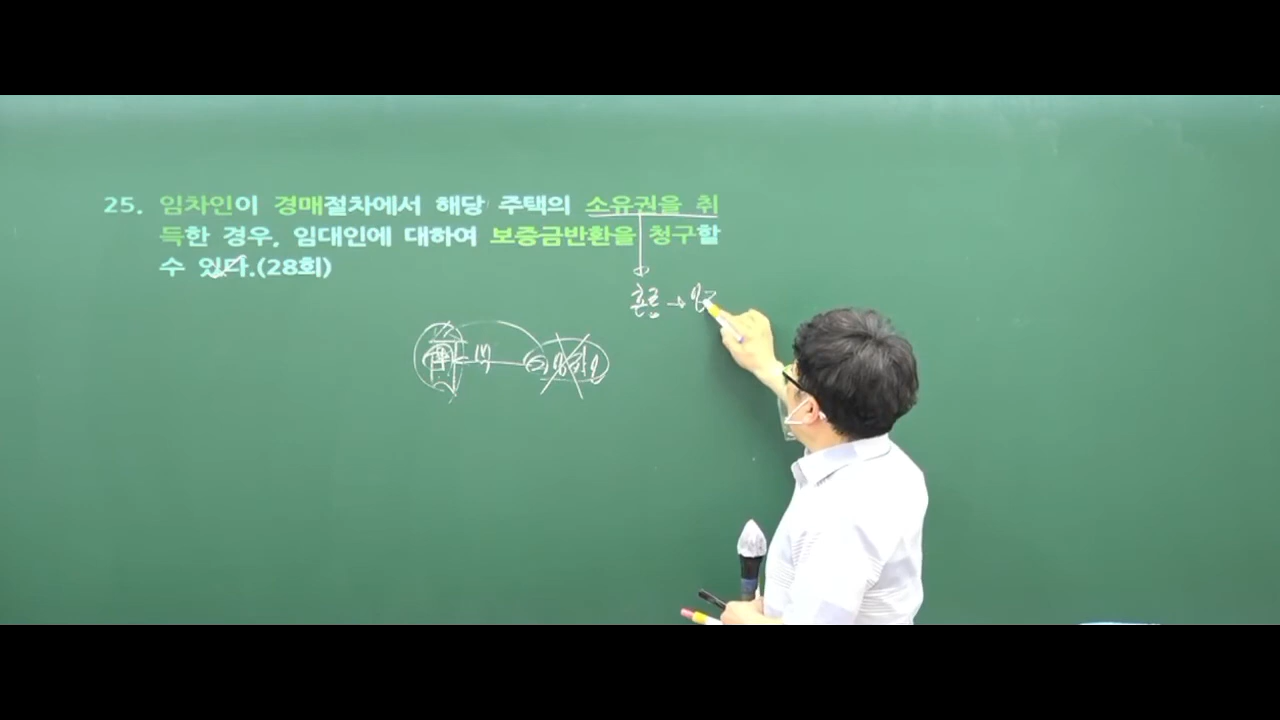 25. 임차인이 경매절차에서 해당 주택의 소유권을 취
득한 경우, 임대인에 대하여 보증금반환을 청구할
수 있다.(28회)
혼로 →